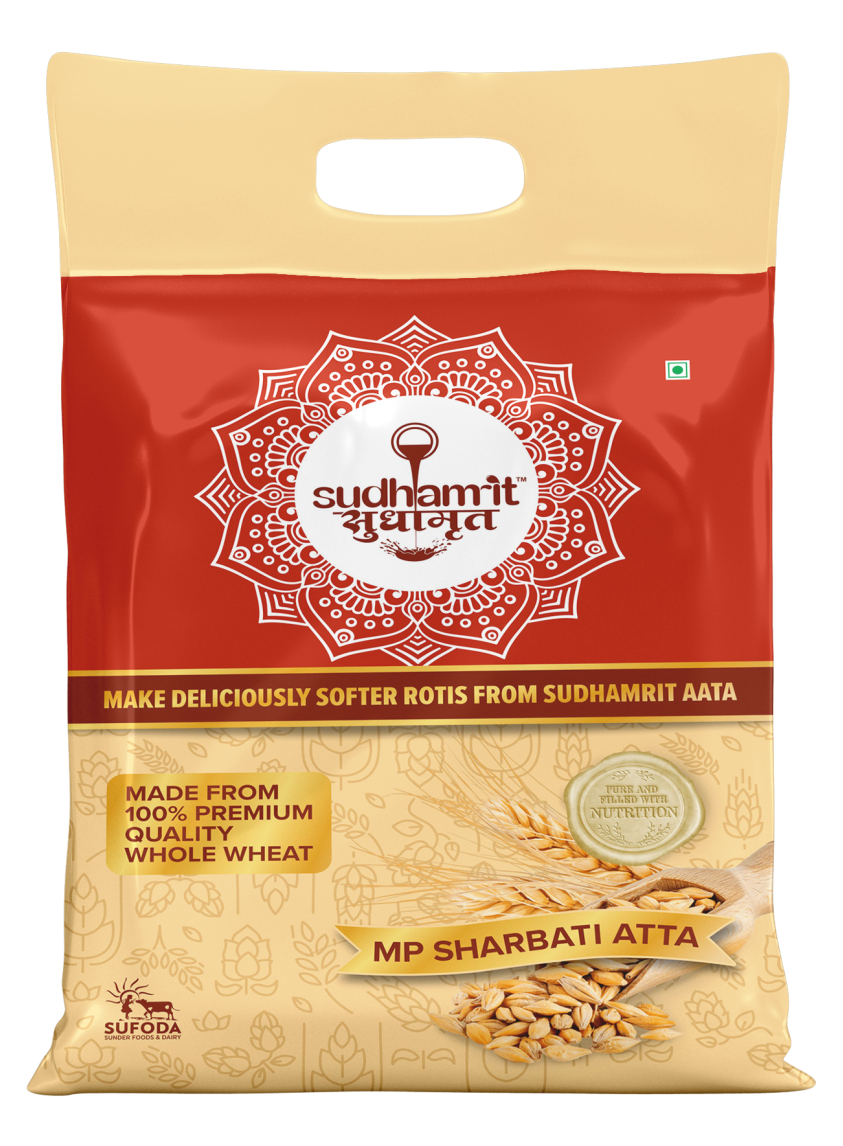 sudhamrit™
सुधामृत
MAKE DELICIOUSLY SOFTER ROTIS FROM SUDHAMRIT AATA
MADE FROM
100% PREMIUM
QUALITY
WHOLE WHEAT
PURE AND
FILLED WITH
NUTRITION
MP SHARBATI ATTA
SUFODA
SUNDER FOODS & DAIRY